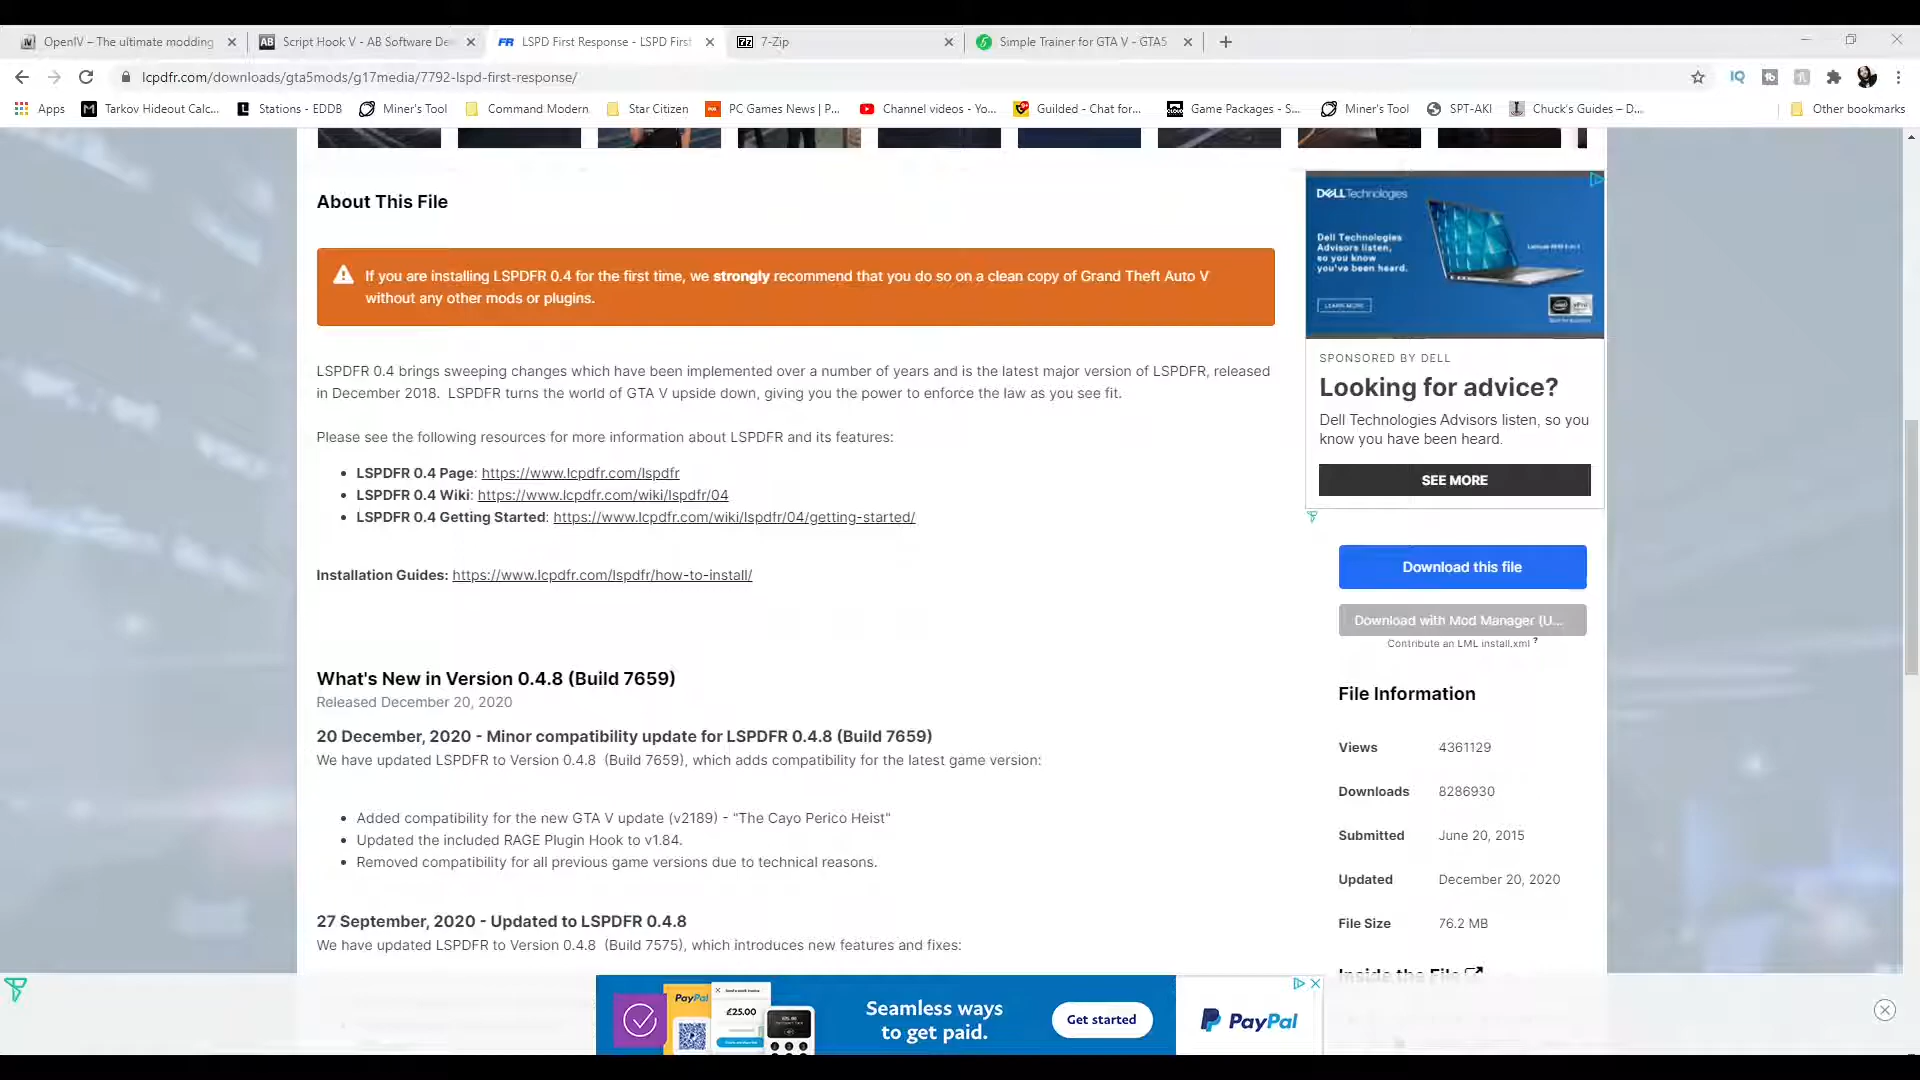 OpenIV – The ultimate modding
Script Hook V - AB Software De
LSPD First Response - LSPD First
7-Zip
Simple Trainer for GTA V - GTA5
lcpdfr.com/downloads/gta5mods/g17media/7792-lspd-first-response/
Apps
Tarkov Hideout Calc...
Stations - EDDB
Miner's Tool
Command Modern
Star Citizen
PC Games News | P...
Channel videos - Yo...
Guilded - Chat for...
Game Packages - S...
Miner's Tool
SPT-AKI
Chuck's Guides – D...
Other bookmarks
About This File
If you are installing LSPDFR 0.4 for the first time, we strongly recommend that you do so on a clean copy of Grand Theft Auto V
without any other mods or plugins.
LSPDFR 0.4 brings sweeping changes which have been implemented over a number of years and is the latest major version of LSPDFR, released
in December 2018. LSPDFR turns the world of GTA V upside down, giving you the power to enforce the law as you see fit.
Please see the following resources for more information about LSPDFR and its features:
LSPDFR 0.4 Page: https://www.lcpdfr.com/lspdfr
LSPDFR 0.4 Wiki: https://www.lcpdfr.com/wiki/lspdfr/04
LSPDFR 0.4 Getting Started: https://www.lcpdfr.com/wiki/lspdfr/04/getting-started/
Installation Guides: https://www.lcpdfr.com/lspdfr/how-to-install/
What's New in Version 0.4.8 (Build 7659)
Released December 20, 2020
20 December, 2020 - Minor compatibility update for LSPDFR 0.4.8 (Build 7659)
We have updated LSPDFR to Version 0.4.8 (Build 7659), which adds compatibility for the latest game version:
Added compatibility for the new GTA V update (v2189) - "The Cayo Perico Heist"
Updated the included RAGE Plugin Hook to v1.84.
Removed compatibility for all previous game versions due to technical reasons.
27 September, 2020 - Updated to LSPDFR 0.4.8
We have updated LSPDFR to Version 0.4.8 (Build 7575), which introduces new features and fixes:
DELLTechnologies
Dell Technologies
Advisors listen,
so you know
you've been heard.
LEARN MORE
SPONSORED BY DELL
Looking for advice?
Dell Technologies Advisors listen, so you
know you have been heard.
SEE MORE
Download this file
Download with Mod Manager (U...
Contribute an LML install.xml ?
File Information
Views 4361129
Downloads 8286930
Submitted June 20, 2015
Updated December 20, 2020
File Size 76.2 MB
Inside the File
PayPal
£25.00
Seamless ways
to get paid.
Get started
PayPal